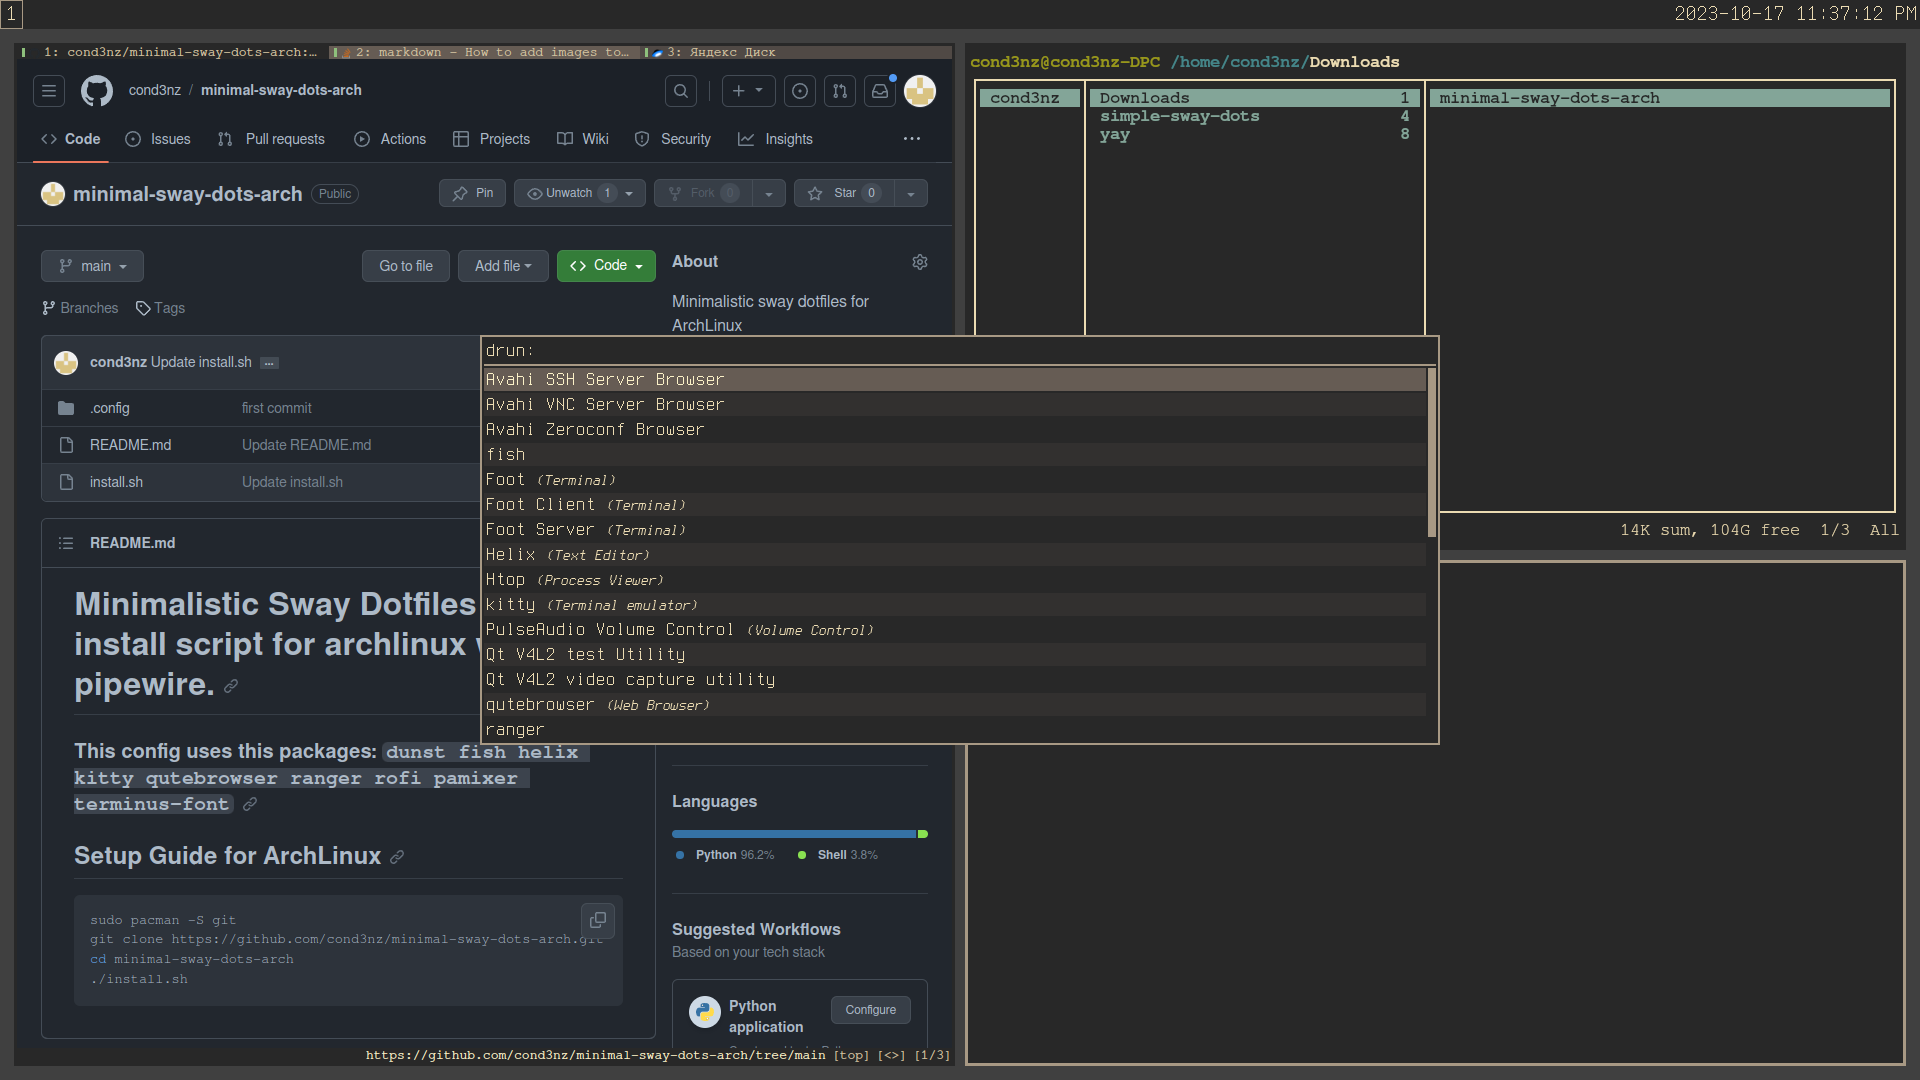 1
2023-10-17 11:37:12 PM
1: cond3nz/minimal-sway-dots-arch:… 2: markdown - How to add images to… 3: Яндекс Диск
cond3nz / minimal-sway-dots-arch
Code Issues Pull requests Actions Projects Wiki Security Insights
minimal-sway-dots-arch Public Pin Unwatch 1 Fork 0 Star 0
main Go to file Add file Code
Branches Tags
cond3nz Update install.sh …
.config first commit
README.md Update README.md
install.sh Update install.sh
README.md
Minimalistic Sway Dotfiles
install script for archlinux
pipewire.
This config uses this packages: dunst fish helix
kitty qutebrowser ranger rofi pamixer
terminus-font
Setup Guide for ArchLinux
sudo pacman -S git
git clone https://github.com/cond3nz/minimal-sway-dots-arch.git
cd minimal-sway-dots-arch
./install.sh
About
Minimalistic sway dotfiles for
ArchLinux
Languages
Python 96.2% Shell 3.8%
Suggested Workflows
Based on your tech stack
Python
application
Configure
https://github.com/cond3nz/minimal-sway-dots-arch/tree/main [top] [<>] [1/3]
drun:
Avahi SSH Server Browser
Avahi VNC Server Browser
Avahi Zeroconf Browser
fish
Foot (Terminal)
Foot Client (Terminal)
Foot Server (Terminal)
Helix (Text Editor)
Htop (Process Viewer)
kitty (Terminal emulator)
PulseAudio Volume Control (Volume Control)
Qt V4L2 test Utility
Qt V4L2 video capture utility
qutebrowser (Web Browser)
ranger
cond3nz@cond3nz-DPC /home/cond3nz/Downloads
cond3nz Downloads 1 minimal-sway-dots-arch
simple-sway-dots 4
yay 8
14K sum, 104G free 1/3 All